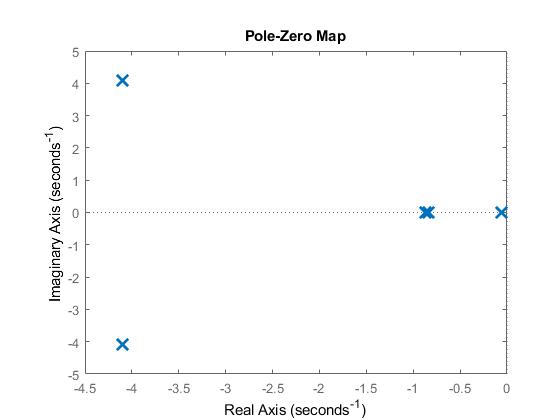 Pole-Zero Map
Imaginary Axis (seconds-1)
5
4
3
2
1
0
-1
-2
-3
-4
-5
-4.5 -4 -3.5 -3 -2.5 -2 -1.5 -1 -0.5 0
Real Axis (seconds-1)